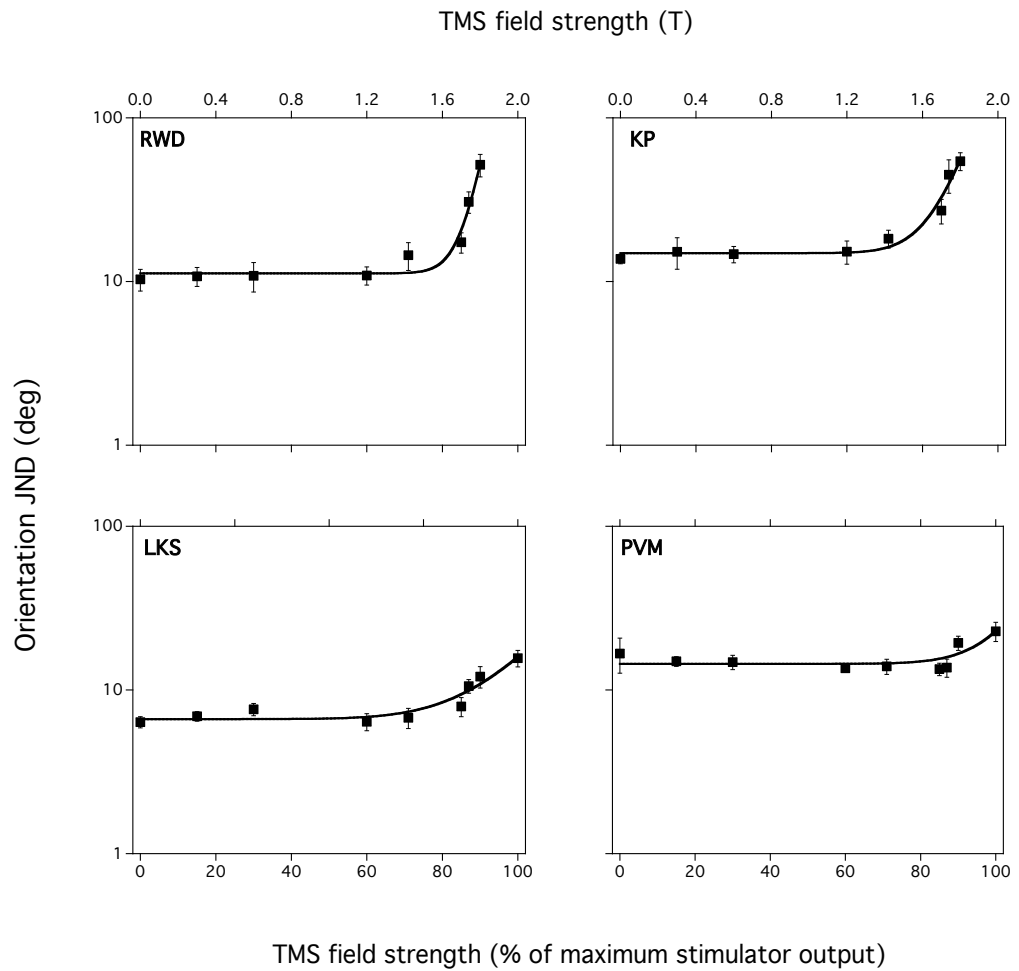 TMS field strength (T)
0.0 0.4 0.8 1.2 1.6 2.0 0.0 0.4 0.8 1.2 1.6 2.0
100
RWD KP
10
1
Orientation JND (deg)
100
LKS PVM
10
1
0 20 40 60 80 100 0 20 40 60 80 100
TMS field strength (% of maximum stimulator output)